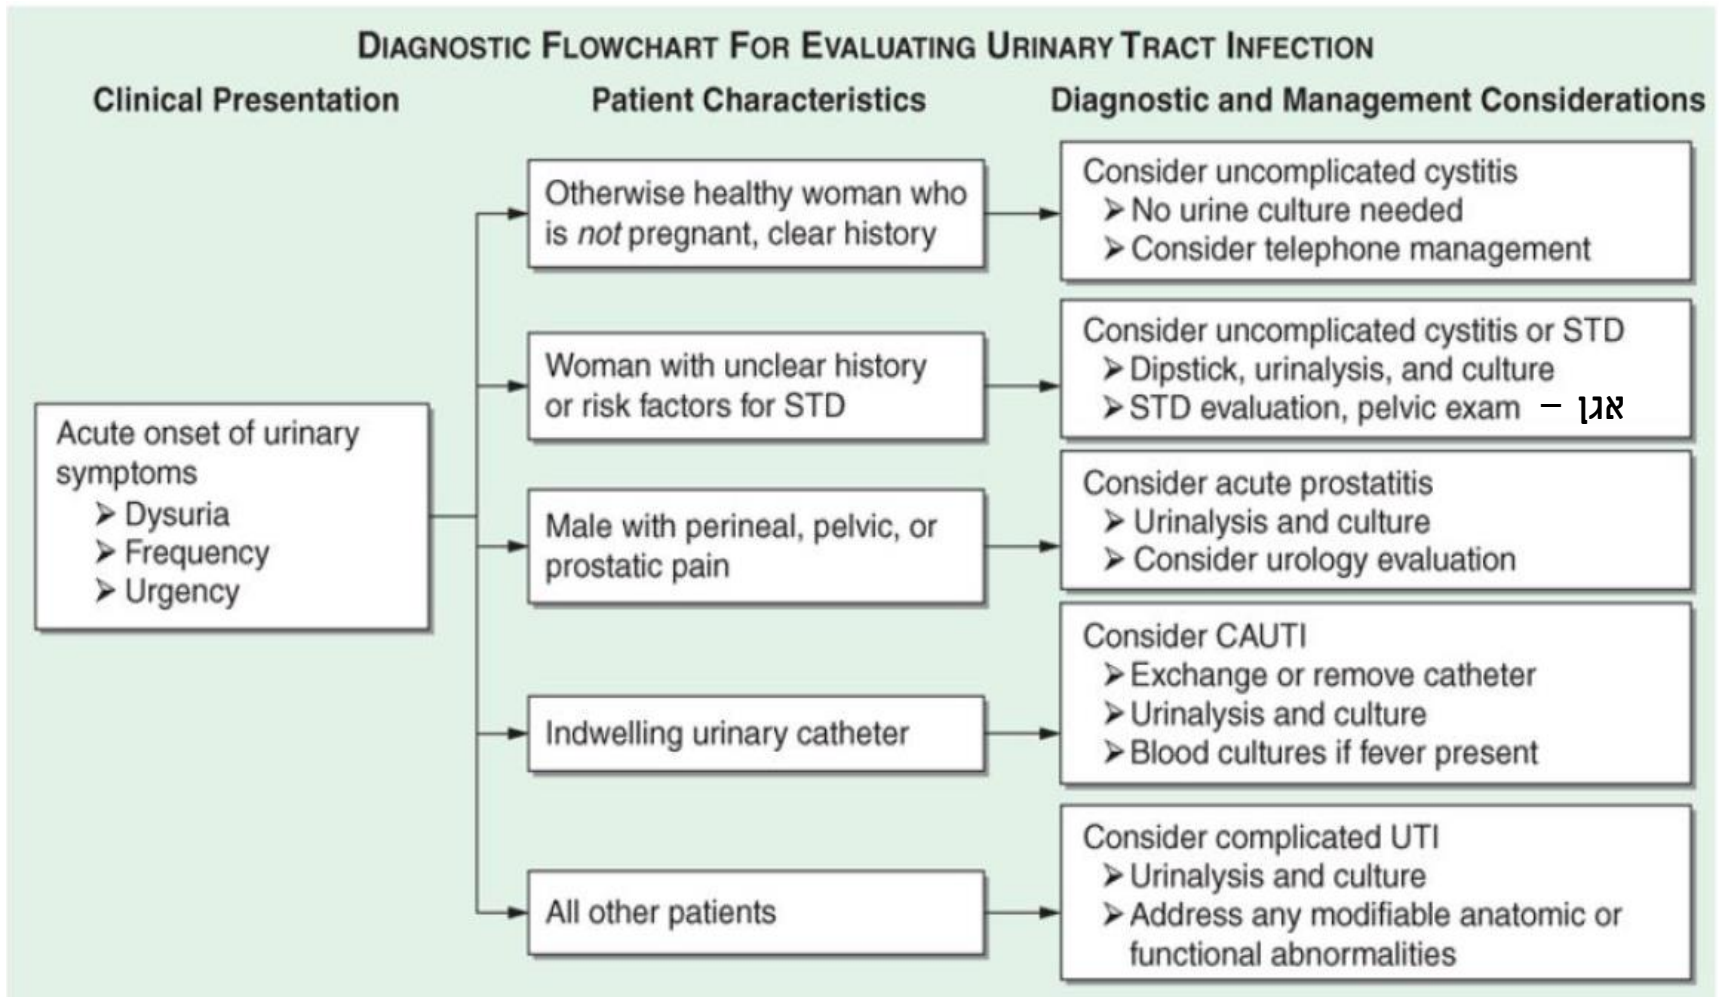 DIAGNOSTIC FLOWCHART FOR EVALUATING URINARY TRACT INFECTION
Clinical Presentation
Patient Characteristics
Diagnostic and Management Considerations
Acute onset of urinary
symptoms
➢ Dysuria
➢ Frequency
➢ Urgency
Otherwise healthy woman who
is not pregnant, clear history
Consider uncomplicated cystitis
➢ No urine culture needed
➢ Consider telephone management
Woman with unclear history
or risk factors for STD
Consider uncomplicated cystitis or STD
➢ Dipstick, urinalysis, and culture
➢ STD evaluation, pelvic exam – אגן
Male with perineal, pelvic, or
prostatic pain
Consider acute prostatitis
➢ Urinalysis and culture
➢ Consider urology evaluation
Indwelling urinary catheter
Consider CAUTI
➢ Exchange or remove catheter
➢ Urinalysis and culture
➢ Blood cultures if fever present
All other patients
Consider complicated UTI
➢ Urinalysis and culture
➢ Address any modifiable anatomic or
functional abnormalities